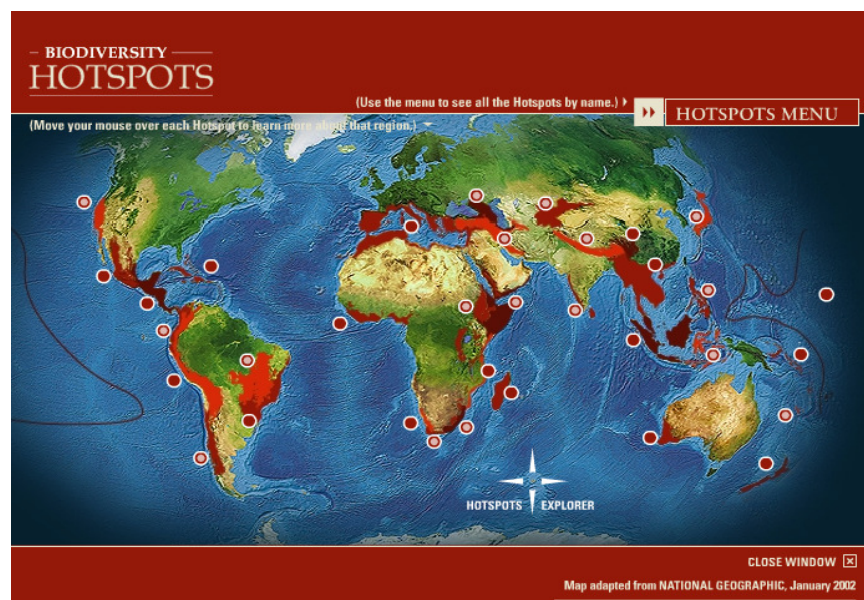 BIODIVERSITY
HOTSPOTS
(Use the menu to see all the Hotspots by name.)
HOTSPOTS MENU
(Move your mouse over each Hotspot to learn more about that region.)
HOTSPOTS EXPLORER
CLOSE WINDOW
Map adapted from NATIONAL GEOGRAPHIC, January 2002